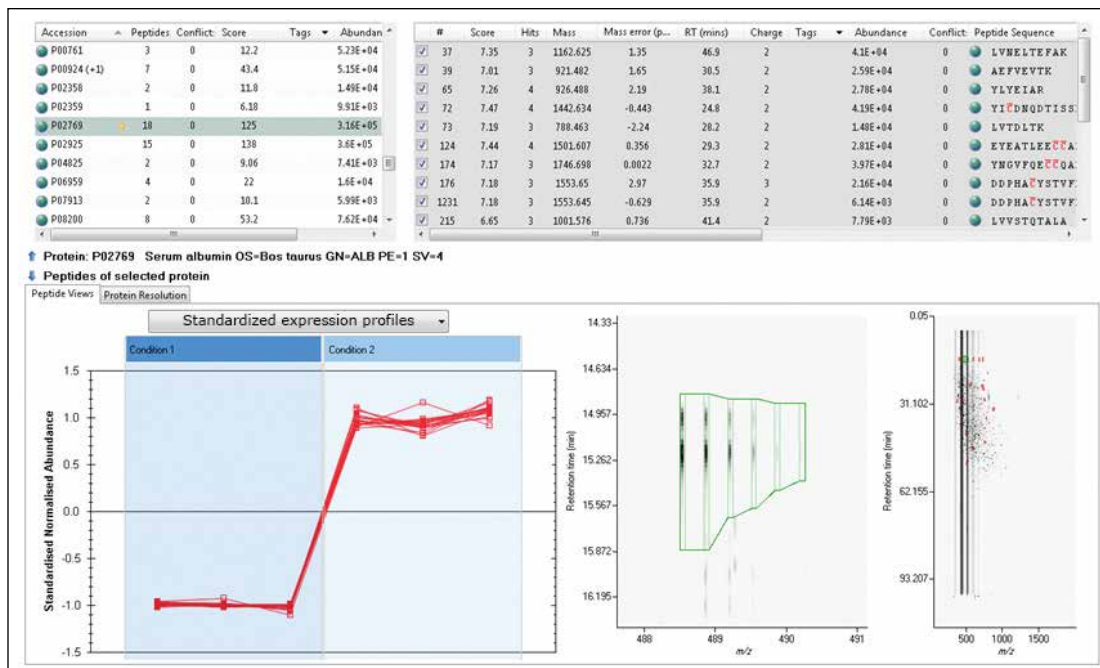 Accession Peptides Conflict: Score Tags Abundan
P00761 3 0 12.2 5.23E+04
P00924 (+1) 7 0 43.4 5.15E+04
P02358 2 0 11.8 1.49E+04
P02359 1 0 6.18 9.91E+03
P02769 18 0 125 3.16E+05
P02925 15 0 138 3.6E+05
P04825 2 0 9.06 7.41E+03
P06959 4 0 22 1.6E+04
P07913 2 0 10.1 5.99E+03
P08200 8 0 53.2 7.62E+04
# Score Hits Mass Mass error (p... RT (mins) Charge Tags Abundance Conflict: Peptide Sequence
37 7.35 3 1162.625 1.35 46.9 2 4.1E+04 0 LVNELTEFAK
39 7.01 3 921.482 1.65 30.5 2 2.59E+04 0 AEFVEVTK
65 7.26 4 926.488 2.19 38.1 2 2.78E+04 0 YLYEIAR
72 7.47 4 1442.634 -0.443 24.8 2 4.19E+04 0 YICDNQDTISS
73 7.19 3 788.463 -2.24 28.2 2 1.48E+04 0 LVTDLTK
124 7.44 4 1501.607 0.356 29.3 2 2.81E+04 0 EYEATLEECCA
174 7.17 3 1746.698 0.0022 32.7 2 3.97E+04 0 YNGVFQECCQA
176 7.18 3 1553.65 2.97 35.9 3 2.16E+04 0 DDPHACYSTVF
1231 7.18 3 1553.645 -0.629 35.9 2 6.14E+03 0 DDPHACYSTVF
215 6.65 3 1001.576 0.736 41.4 2 7.79E+03 0 LVVSTQTALA
Protein: P02769 Serum albumin OS=Bos taurus GN=ALB PE=1 SV=4
Peptides of selected protein
Peptide Views Protein Resolution
Standardized expression profiles
Condition 1 Condition 2
Standardised Normalised Abundance
1.5
1.0
0.5
0.0
-0.5
-1.0
-1.5
Retention time (min)
14.33
14.634
14.957
15.262
15.567
15.872
16.195
488 489 490 491
m/z
Retention time (min)
0.05
31.102
62.155
93.207
500 1000 1500
m/z